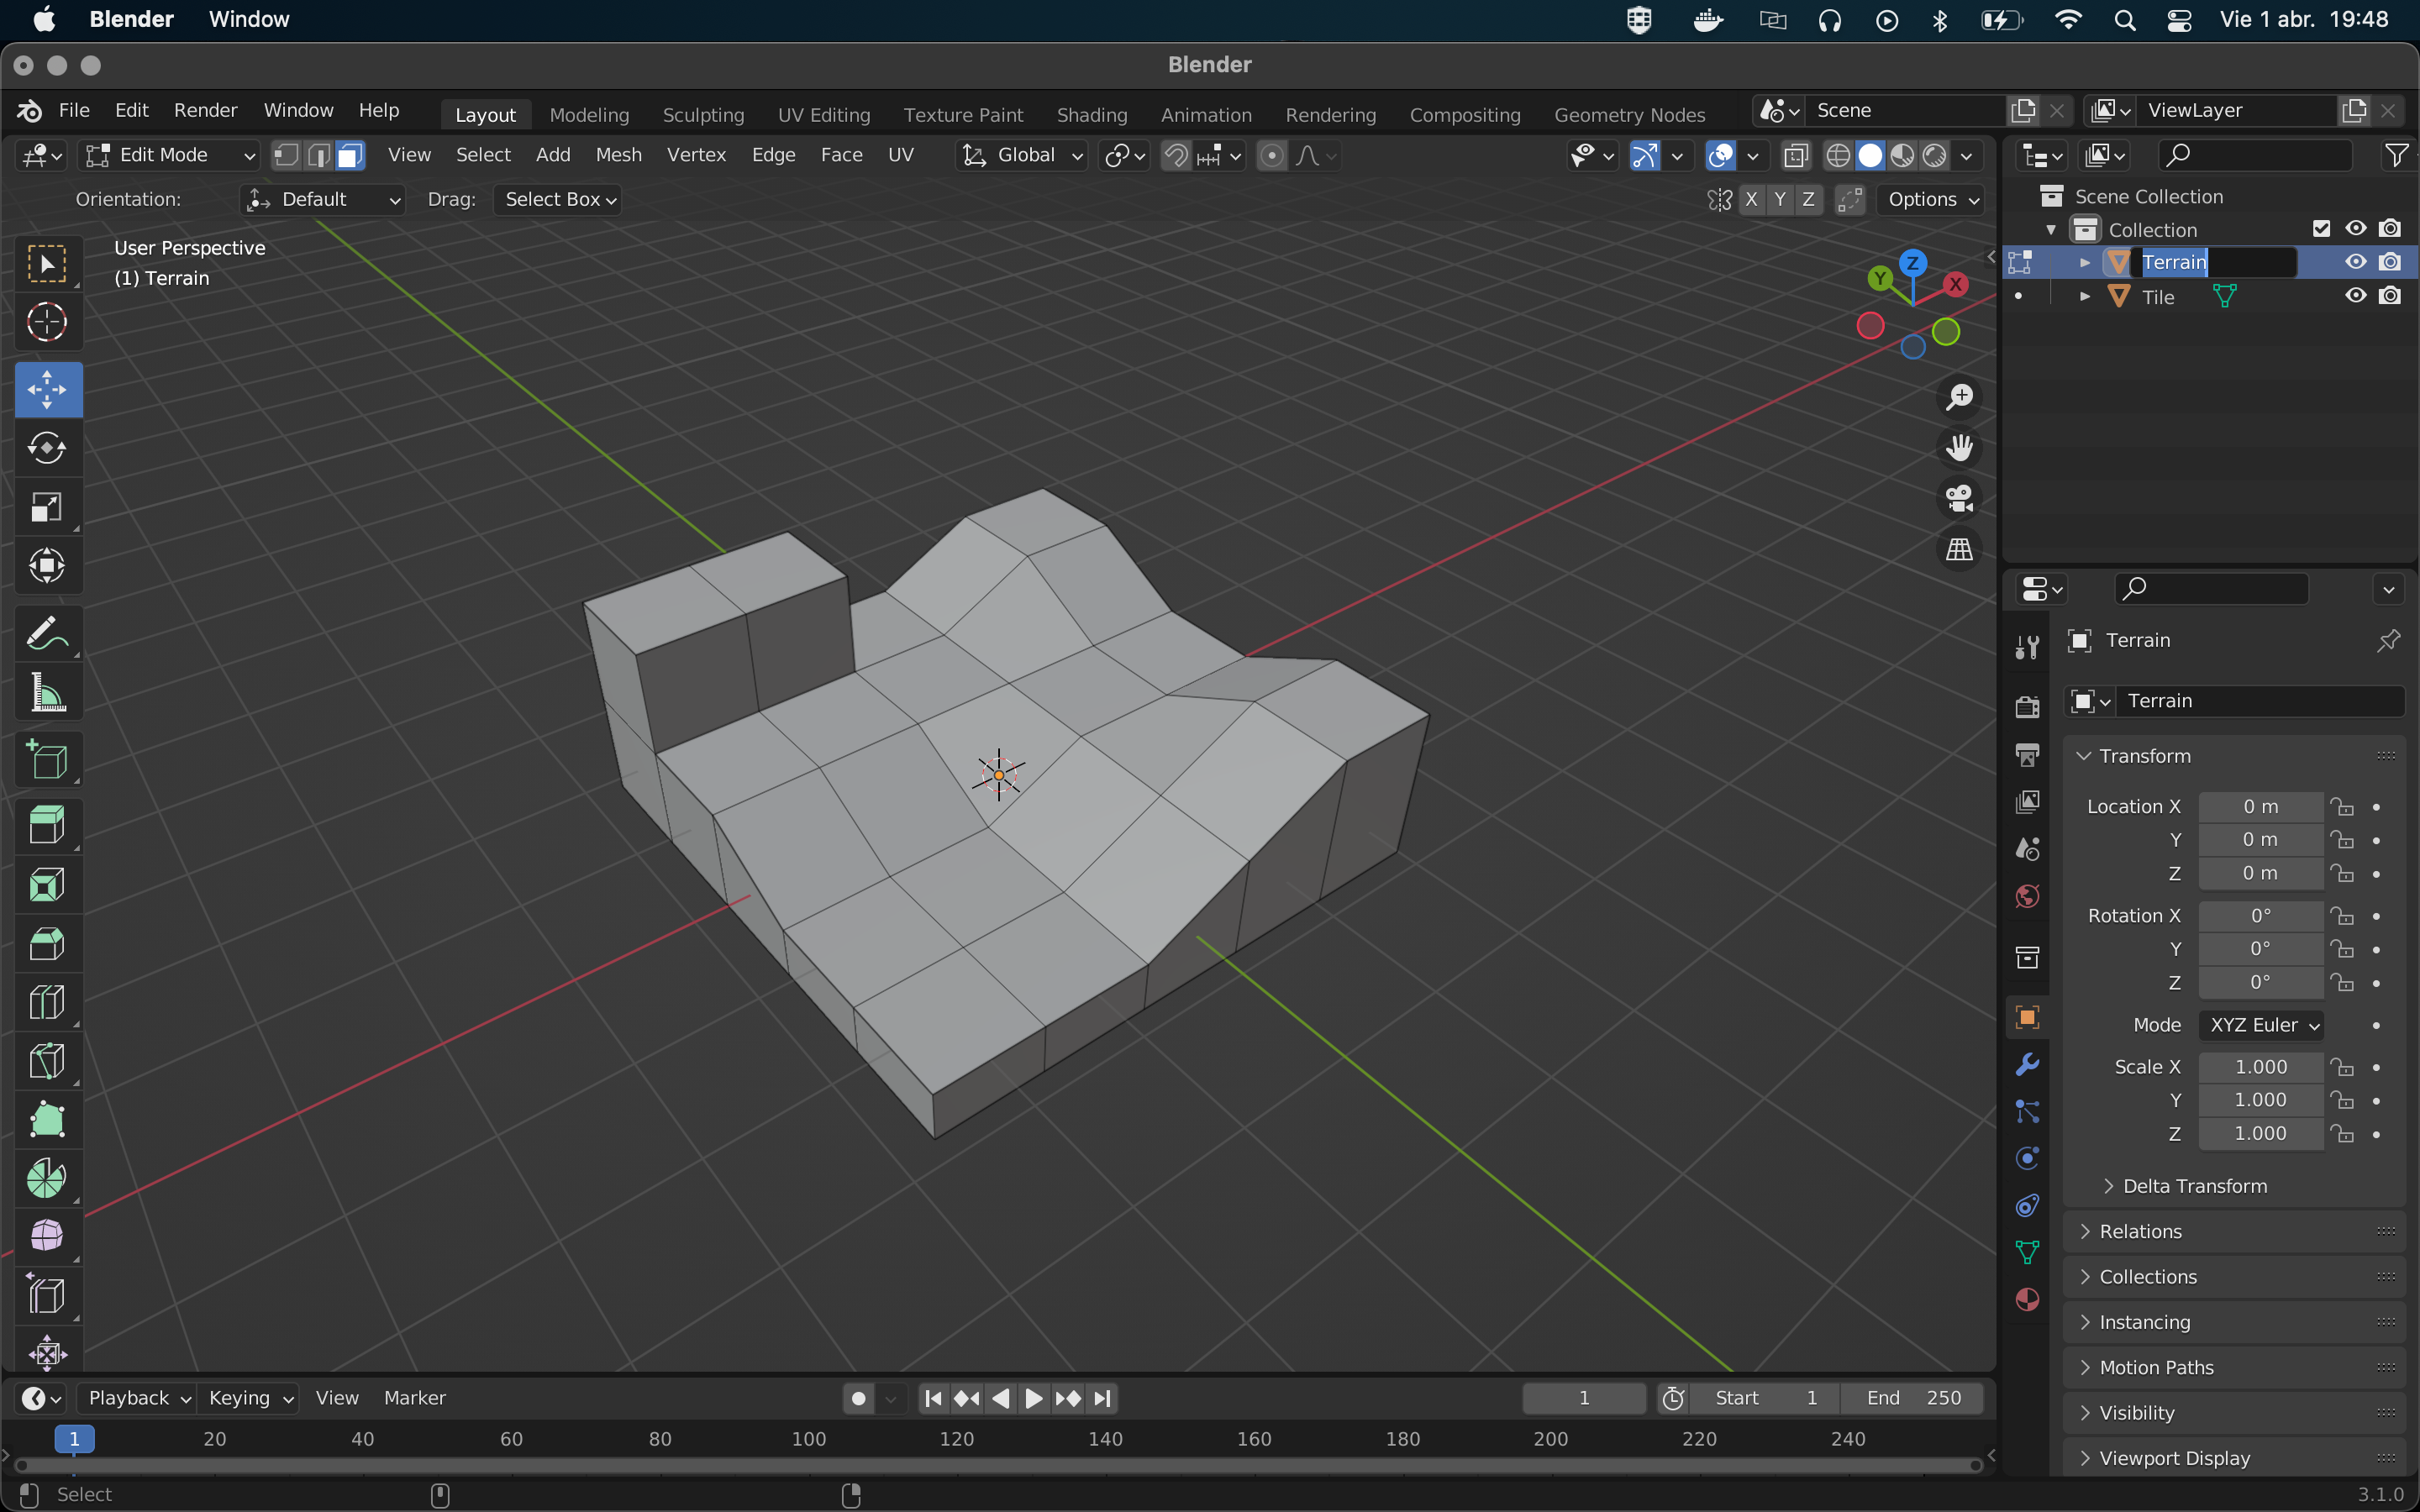 Blender Window Vie 1 abr. 19:48
Blender
File Edit Render Window Help Layout Modeling Sculpting UV Editing Texture Paint Shading Animation Rendering Compositing Geometry Nodes Scene ViewLayer
Edit Mode View Select Add Mesh Vertex Edge Face UV Global
Orientation: Default Drag: Select Box X Y Z Options
User Perspective
(1) Terrain
Z
Y
X
Scene Collection
Collection
Terrain
Tile
Terrain
Terrain
Transform
Location X 0 m
Y 0 m
Z 0 m
Rotation X 0°
Y 0°
Z 0°
Mode XYZ Euler
Scale X 1.000
Y 1.000
Z 1.000
Delta Transform
Relations
Collections
Instancing
Motion Paths
Visibility
Viewport Display
Playback Keying View Marker 1 Start 1 End 250
1 20 40 60 80 100 120 140 160 180 200 220 240
Select 3.1.0